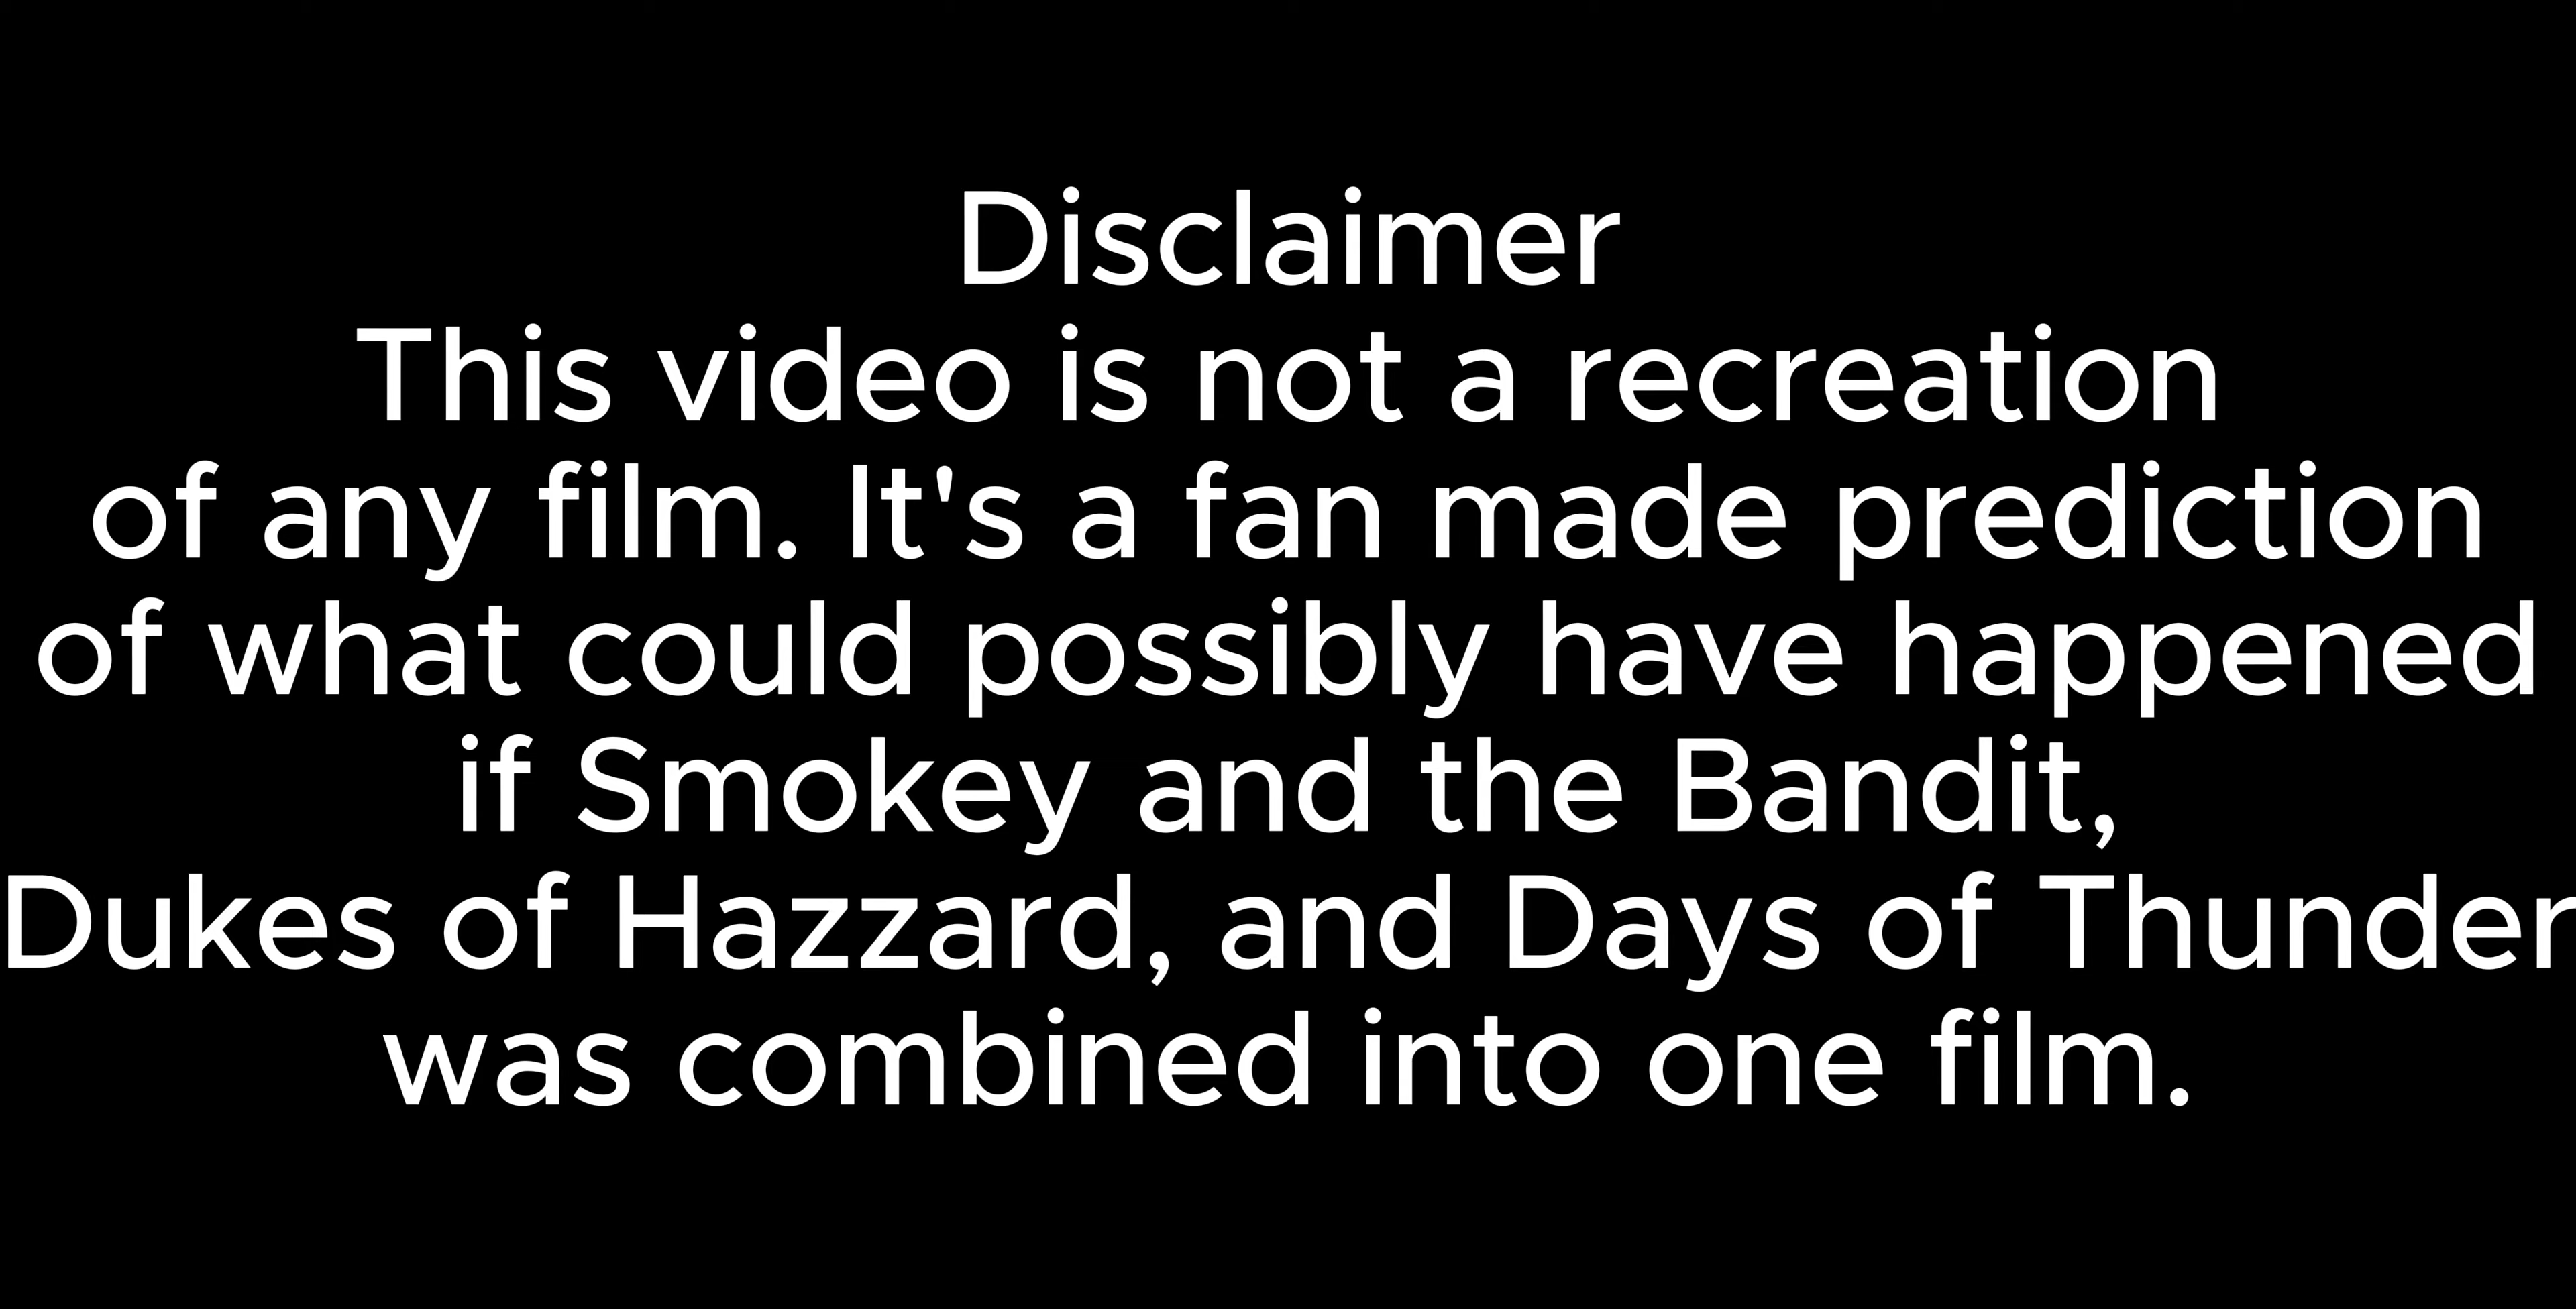 Disclaimer
This video is not a recreation
of any film. It's a fan made prediction
of what could possibly have happened
if Smokey and the Bandit,
Dukes of Hazzard, and Days of Thunder
was combined into one film.